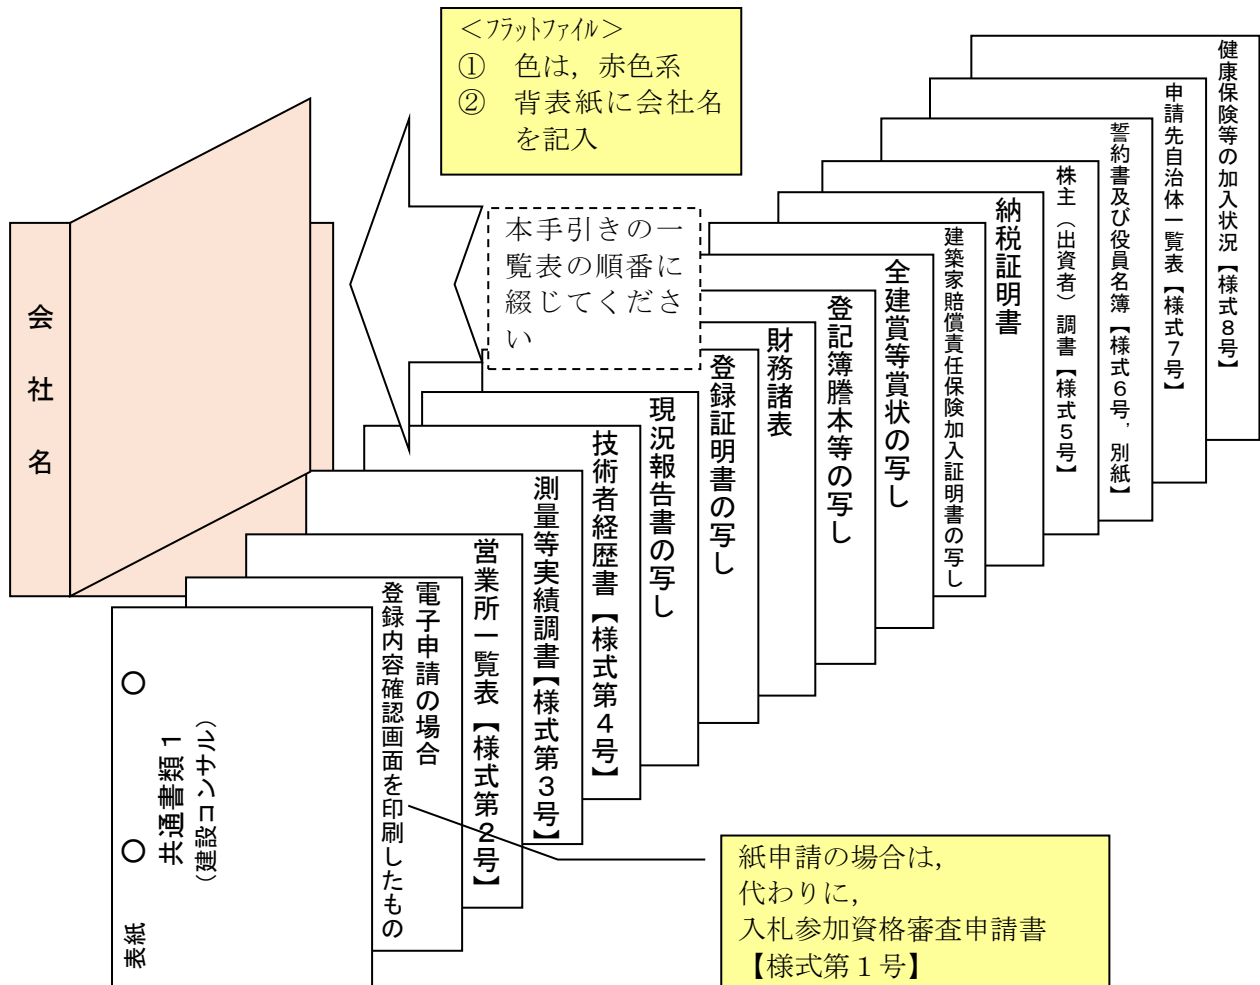 ＜フラットファイル＞
① 色は，赤色系
② 背表紙に会社名
を記入
本手引きの一
覧表の順番に
綴じてくださ
い
会社名
表紙
共通書類１
（建設コンサル）
電子申請の場合
登録内容確認画面を印刷したもの
営業所一覧表【様式第２号】
測量等実績調書【様式第３号】
技術者経歴書【様式第４号】
現況報告書の写し
登録証明書の写し
財務諸表
登記簿謄本等の写し
全建賞等賞状の写し
建築家賠償責任保険加入証明書の写し
納税証明書
株主（出資者）調書【様式５号】
誓約書及び役員名簿【様式６号，別紙】
申請先自治体一覧表【様式７号】
健康保険等の加入状況【様式８号】
紙申請の場合は，
代わりに，
入札参加資格審査申請書
【様式第１号】